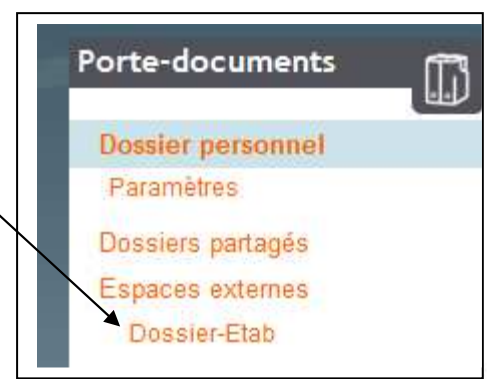 Porte-documents
Dossier personnel
Paramètres
Dossiers partagés
Espaces externes
Dossier-Etab